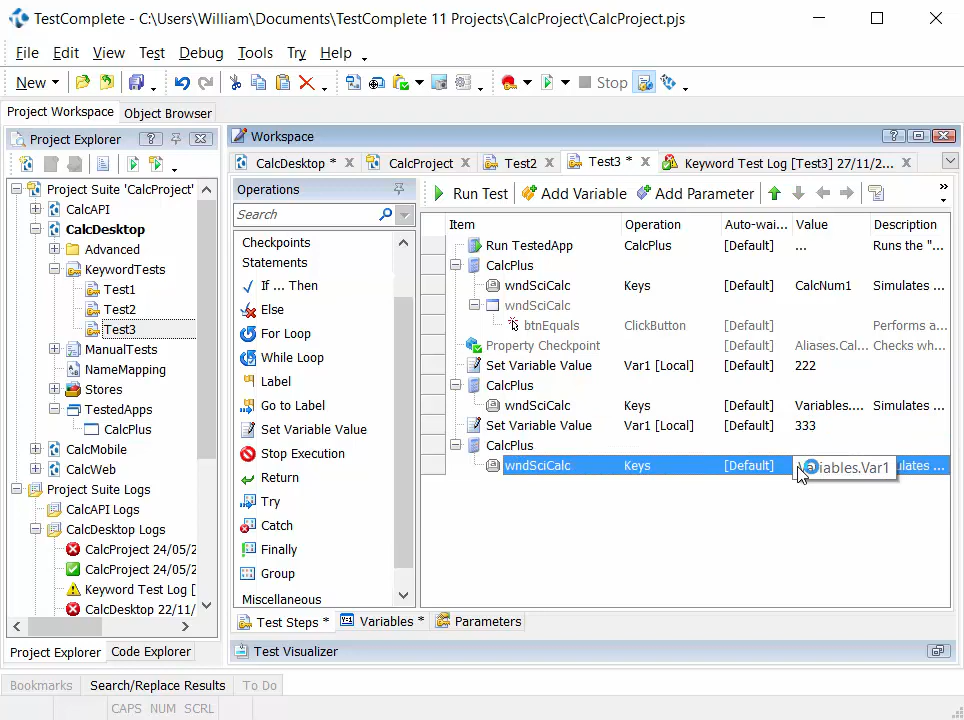 TestComplete - C:\Users\William\Documents\TestComplete 11 Projects\CalcProject\CalcProject.pjs
File Edit View Test Debug Tools Try Help
New Stop
Project Workspace Object Browser
Project Explorer
Project Suite 'CalcProject'
CalcAPI
CalcDesktop
Advanced
KeywordTests
Test1
Test2
Test3
ManualTests
NameMapping
Stores
TestedApps
CalcPlus
CalcMobile
CalcWeb
Project Suite Logs
CalcAPI Logs
CalcDesktop Logs
CalcProject 24/05/2
CalcProject 24/05/2
Keyword Test Log [
CalcDesktop 22/11/
Project Explorer Code Explorer
Workspace
CalcDesktop * CalcProject Test2 Test3 * Keyword Test Log [Test3] 27/11/2...
Operations
Search
Checkpoints
Statements
If ... Then
Else
For Loop
While Loop
Label
Go to Label
Set Variable Value
Stop Execution
Return
Try
Catch
Finally
Group
Miscellaneous
Run Test Add Variable Add Parameter
Item Operation Auto-wai... Value Description
Run TestedApp CalcPlus [Default] ... Runs the "...
CalcPlus
wndSciCalc Keys [Default] CalcNum1 Simulates ...
wndSciCalc
btnEquals ClickButton [Default] Performs a...
Property Checkpoint [Default] Aliases.Cal... Checks wh...
Set Variable Value Var1 [Local] [Default] 222
CalcPlus
wndSciCalc Keys [Default] Variables.... Simulates ...
Set Variable Value Var1 [Local] [Default] 333
CalcPlus
wndSciCalc Keys [Default] iables.Var1 ulates ...
Test Steps * Variables * Parameters
Test Visualizer
Bookmarks Search/Replace Results To Do
CAPS NUM SCRL